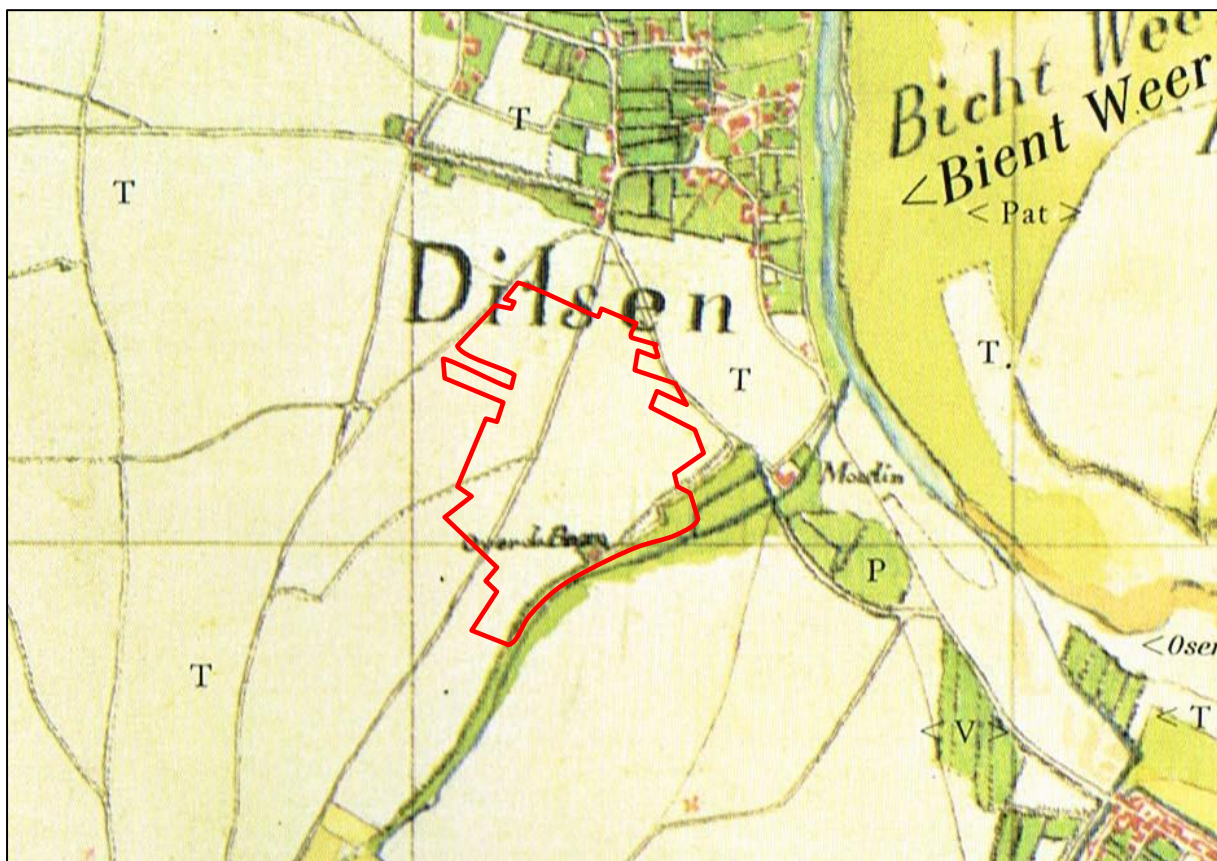 Bicht Weer
<Bient Weer
< Pat >
T
T
Dilsen
T.
T
Moulin
P
<Oser
T
< V >
< T